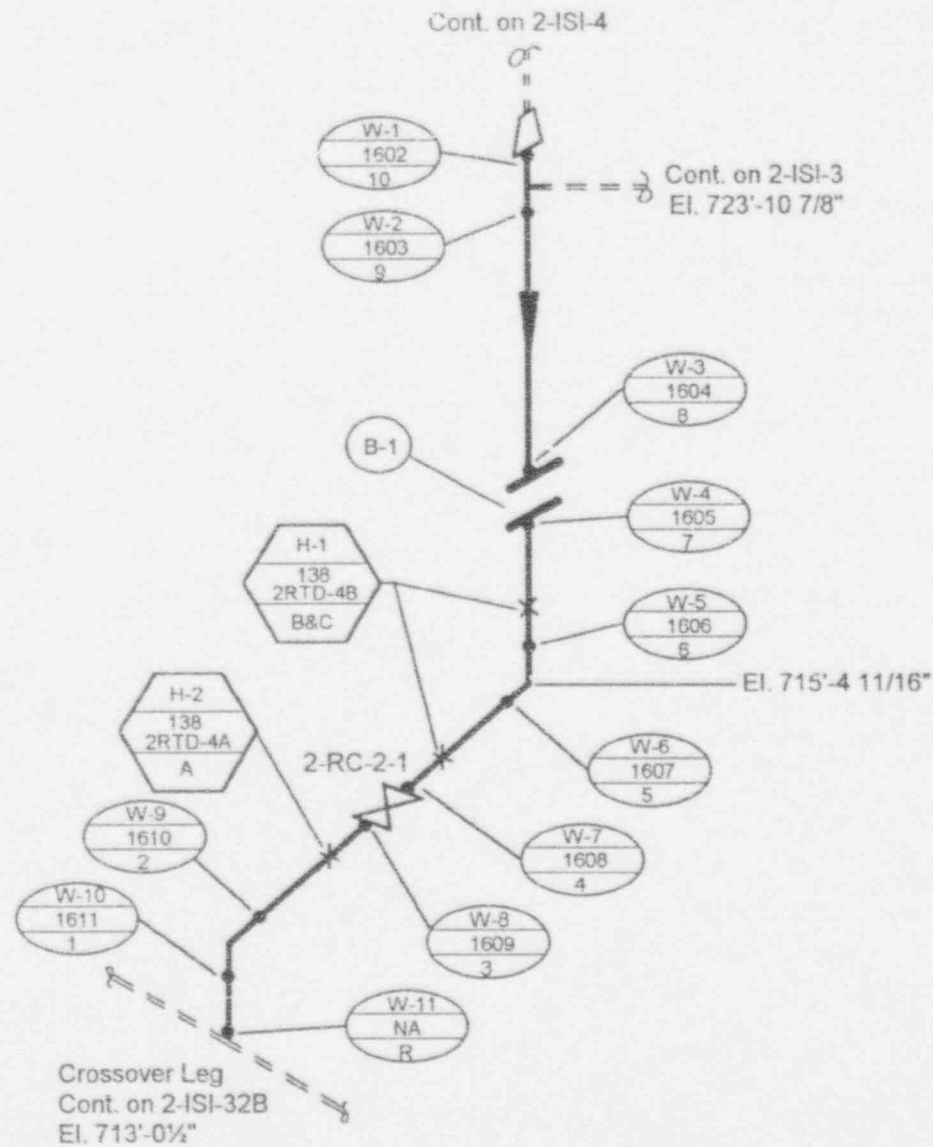 Cont. on 2-ISI-4
W-1
1602
10
Cont. on 2-ISI-3
El. 723'-10 7/8"
W-2
1603
9
W-3
1604
8
B-1
W-4
1605
7
H-1
138
2RTD-4B
B&C
W-5
1606
6
El. 715'-4 11/16"
H-2
138
2RTD-4A
A
2-RC-2-1
W-6
1607
5
W-9
1610
2
W-7
1608
4
W-10
1611
1
W-8
1609
3
W-11
NA
R
Crossover Leg
Cont. on 2-ISI-32B
El. 713'-0½"